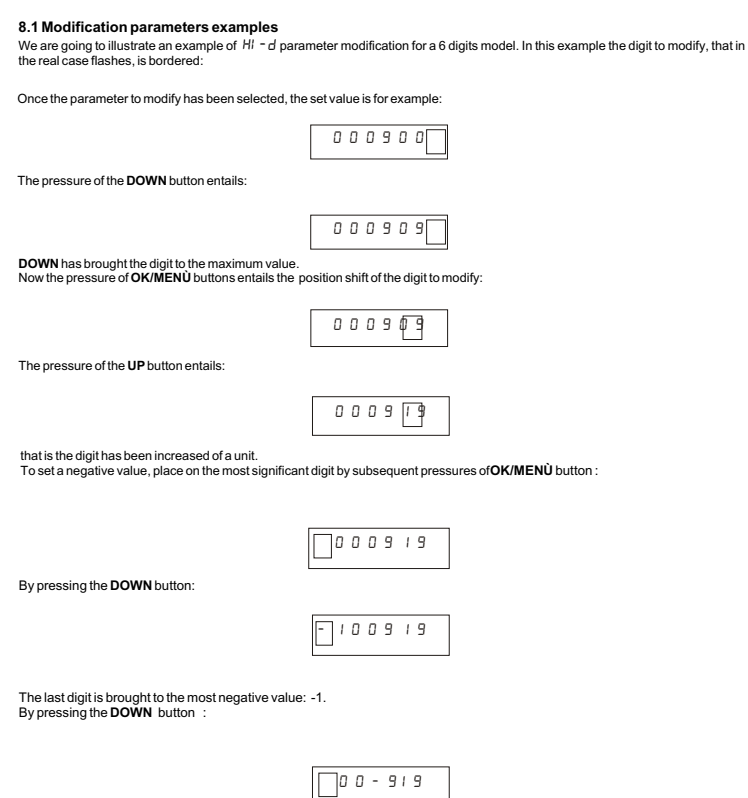 8.1 Modification parameters examples
We are going to illustrate an example of HI - d parameter modification for a 6 digits model. In this example the digit to modify, that in
the real case flashes, is bordered:
Once the parameter to modify has been selected, the set value is for example:
0 0 0 9 0 0
The pressure of the DOWN button entails:
0 0 0 9 0 9
DOWN has brought the digit to the maximum value.
Now the pressure of OK/MENÙ buttons entails the position shift of the digit to modify:
0 0 0 9 0 9
The pressure of the UP button entails:
0 0 0 9 1 9
that is the digit has been increased of a unit.
To set a negative value, place on the most significant digit by subsequent pressures of OK/MENÙ button :
0 0 0 9 1 9
By pressing the DOWN button:
- 1 0 0 9 1 9
The last digit is brought to the most negative value: -1.
By pressing the DOWN button :
0 0 - 9 1 9